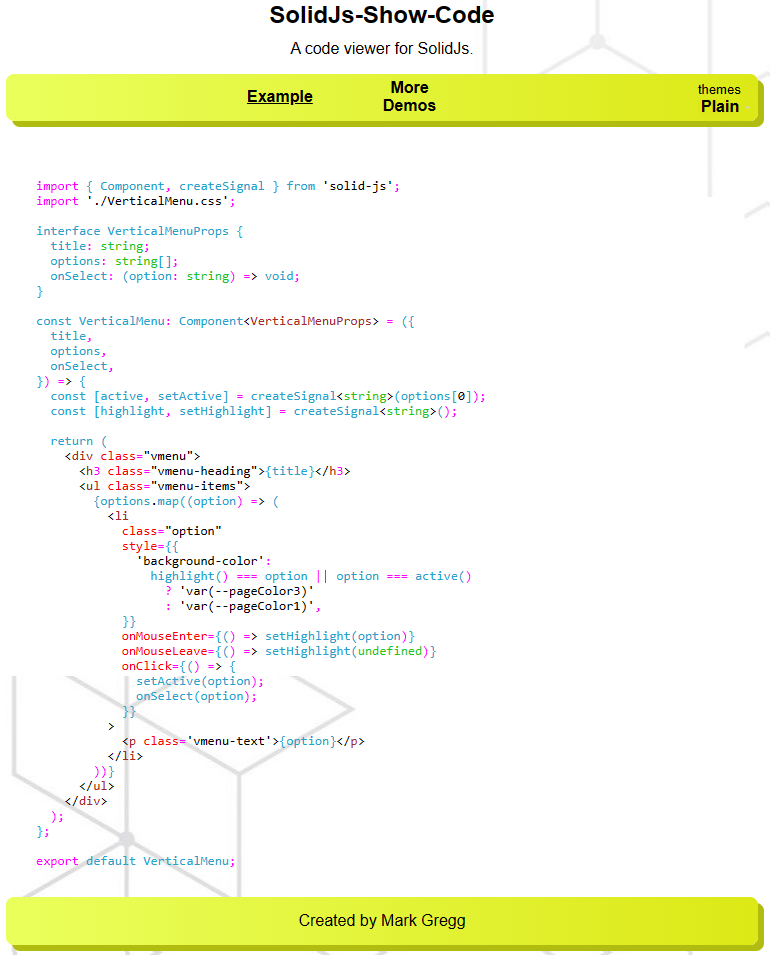 SolidJs-Show-Code
A code viewer for SolidJs.
Example
More
Demos
themes
Plain
import { Component, createSignal } from 'solid-js';
import './VerticalMenu.css';

interface VerticalMenuProps {
  title: string;
  options: string[];
  onSelect: (option: string) => void;
}

const VerticalMenu: Component<VerticalMenuProps> = ({
  title,
  options,
  onSelect,
}) => {
  const [active, setActive] = createSignal<string>(options[0]);
  const [highlight, setHighlight] = createSignal<string>();

  return (
    <div class="vmenu">
      <h3 class="vmenu-heading">{title}</h3>
      <ul class="vmenu-items">
        {options.map((option) => (
          <li
            class="option"
            style={{
              'background-color':
                highlight() === option || option === active()
                  ? 'var(--pageColor3)'
                  : 'var(--pageColor1)',
            }}
            onMouseEnter={() => setHighlight(option)}
            onMouseLeave={() => setHighlight(undefined)}
            onClick={() => {
              setActive(option);
              onSelect(option);
            }}
          >
            <p class='vmenu-text'>{option}</p>
          </li>
        ))}
      </ul>
    </div>
  );
};

export default VerticalMenu;
Created by Mark Gregg